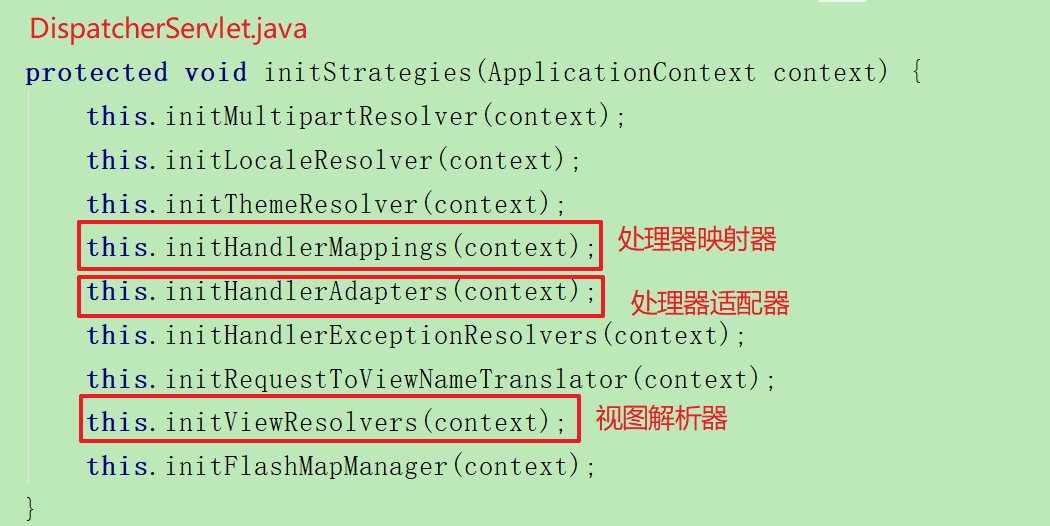 DispatcherServlet.java
protected void initStrategies(ApplicationContext context) {
this.initMultipartResolver(context);
this.initLocaleResolver(context);
this.initThemeResolver(context);
this.initHandlerMappings(context); 处理器映射器
this.initHandlerAdapters(context); 处理器适配器
this.initHandlerExceptionResolvers(context);
this.initRequestToViewNameTranslator(context);
this.initViewResolvers(context); 视图解析器
this.initFlashMapManager(context);
}